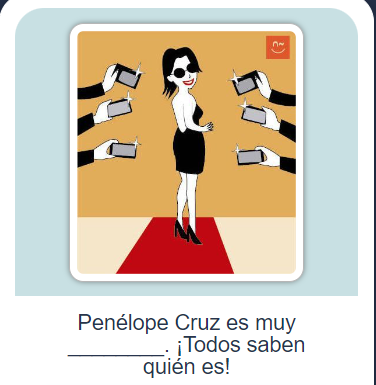 Penélope Cruz es muy
________. ¡Todos saben
quién es!